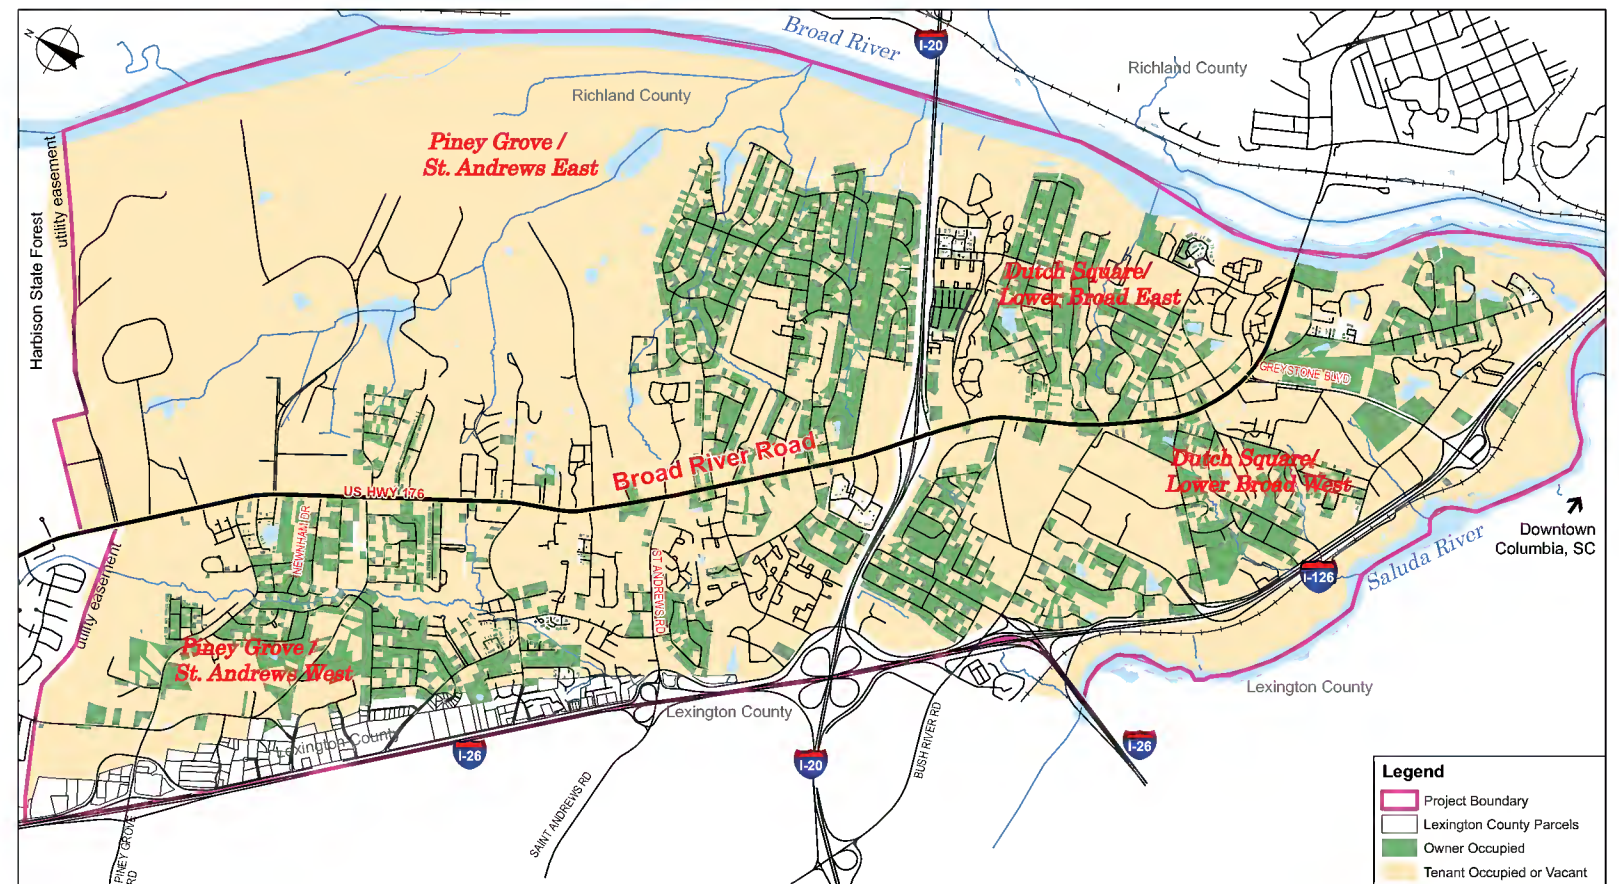 N
Broad River
I-20
Richland County
Richland County
Piney Grove /
St. Andrews East
utility easement
Harbison State Forest
Dutch Square/
Lower Broad East
GREYSTONE BLVD
Broad River Road
US HWY 176
Dutch Square/
Lower Broad West
NEWNHAM DR
ST ANDREWS RD
Downtown
Columbia, SC
Saluda River
I-126
utility easement
Piney Grove /
St. Andrews West
Lexington County
Lexington County
Lexington County
I-26
I-20
I-26
BUSH RIVER RD
SAINT ANDREWS RD
PINEY GROVE
RD
Legend
Project Boundary
Lexington County Parcels
Owner Occupied
Tenant Occupied or Vacant